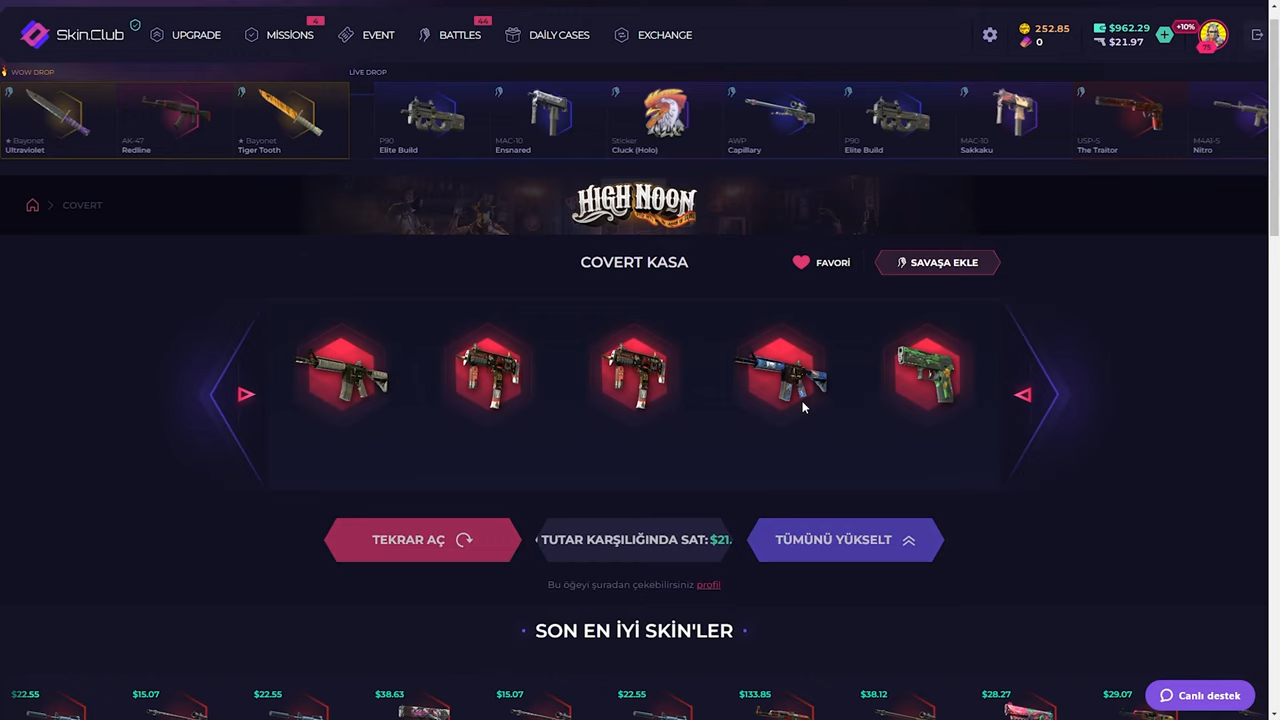 Skin.Club
UPGRADE
4
MISSIONS
EVENT
44
BATTLES
DAİLY CASES
EXCHANGE
252.85
0
$962.29
$21.97
+10%
75
WOW DROP
LİVE DROP
★ Bayonet
Ultraviolet
AK-47
Redline
★ Bayonet
Tiger Tooth
P90
Elite Build
MAC-10
Ensnared
Sticker
Cluck (Holo)
AWP
Capillary
P90
Elite Build
MAC-10
Sakkaku
USP-S
The Traitor
M4A1-S
Nitro
COVERT
HIGH NOON
COVERT KASA
FAVORİ
SAVAŞA EKLE
TEKRAR AÇ
TUTAR KARŞILIĞINDA SAT: $21.
TÜMÜNÜ YÜKSELT
Bu öğeyi şuradan çekebilirsiniz profil
SON EN İYİ SKİN'LER
$22.55
$15.07
$22.55
$38.63
$15.07
$22.55
$133.85
$38.12
$28.27
$29.07
Canlı destek